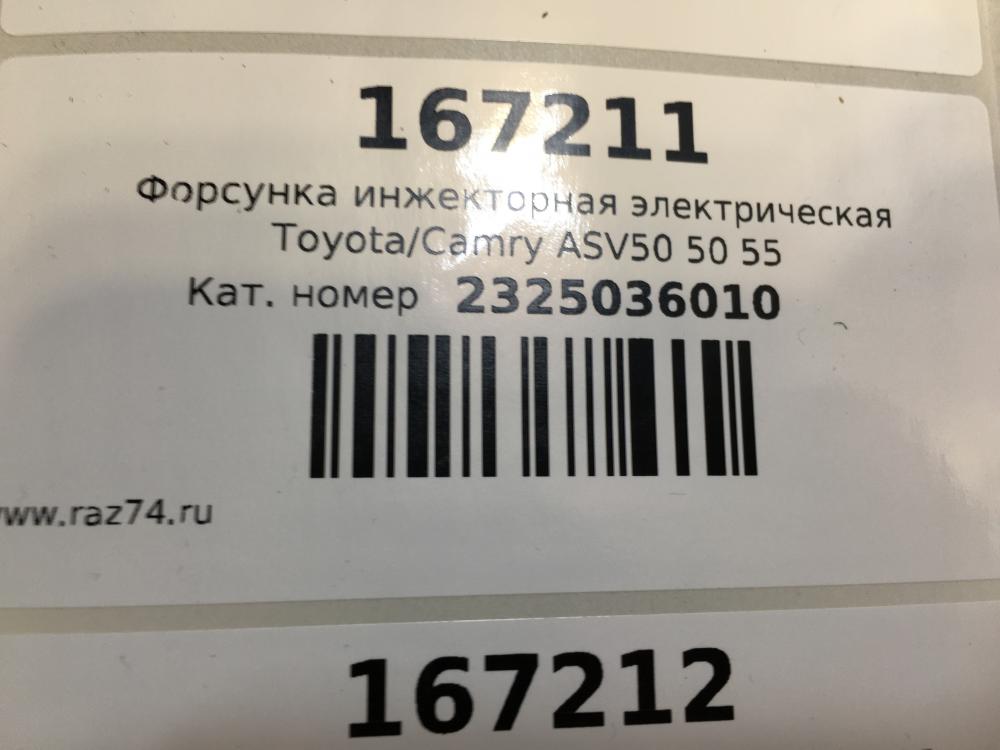 167211
Форсунка инжекторная электрическая
Toyota/Camry ASV50 50 55
Кат. номер 2325036010
www.raz74.ru
167212